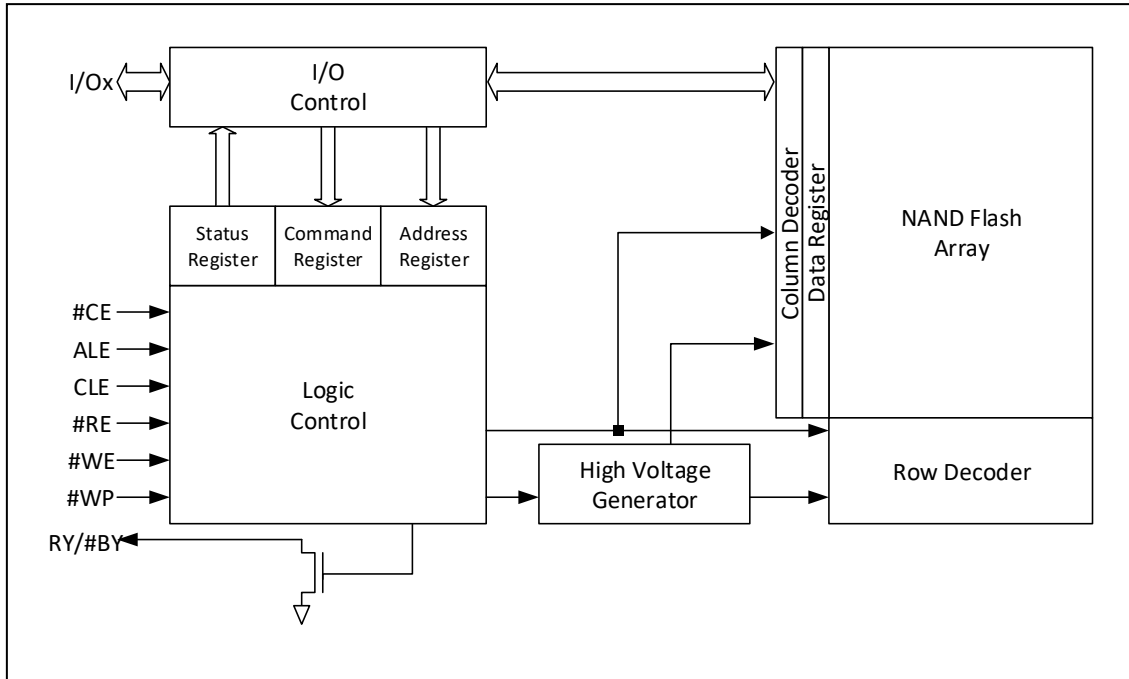 I/Ox
I/O
Control
Status
Register
Command
Register
Address
Register
#CE
ALE
CLE
#RE
#WE
#WP
RY/#BY
Logic
Control
High Voltage
Generator
Column Decoder
Data Register
NAND Flash
Array
Row Decoder